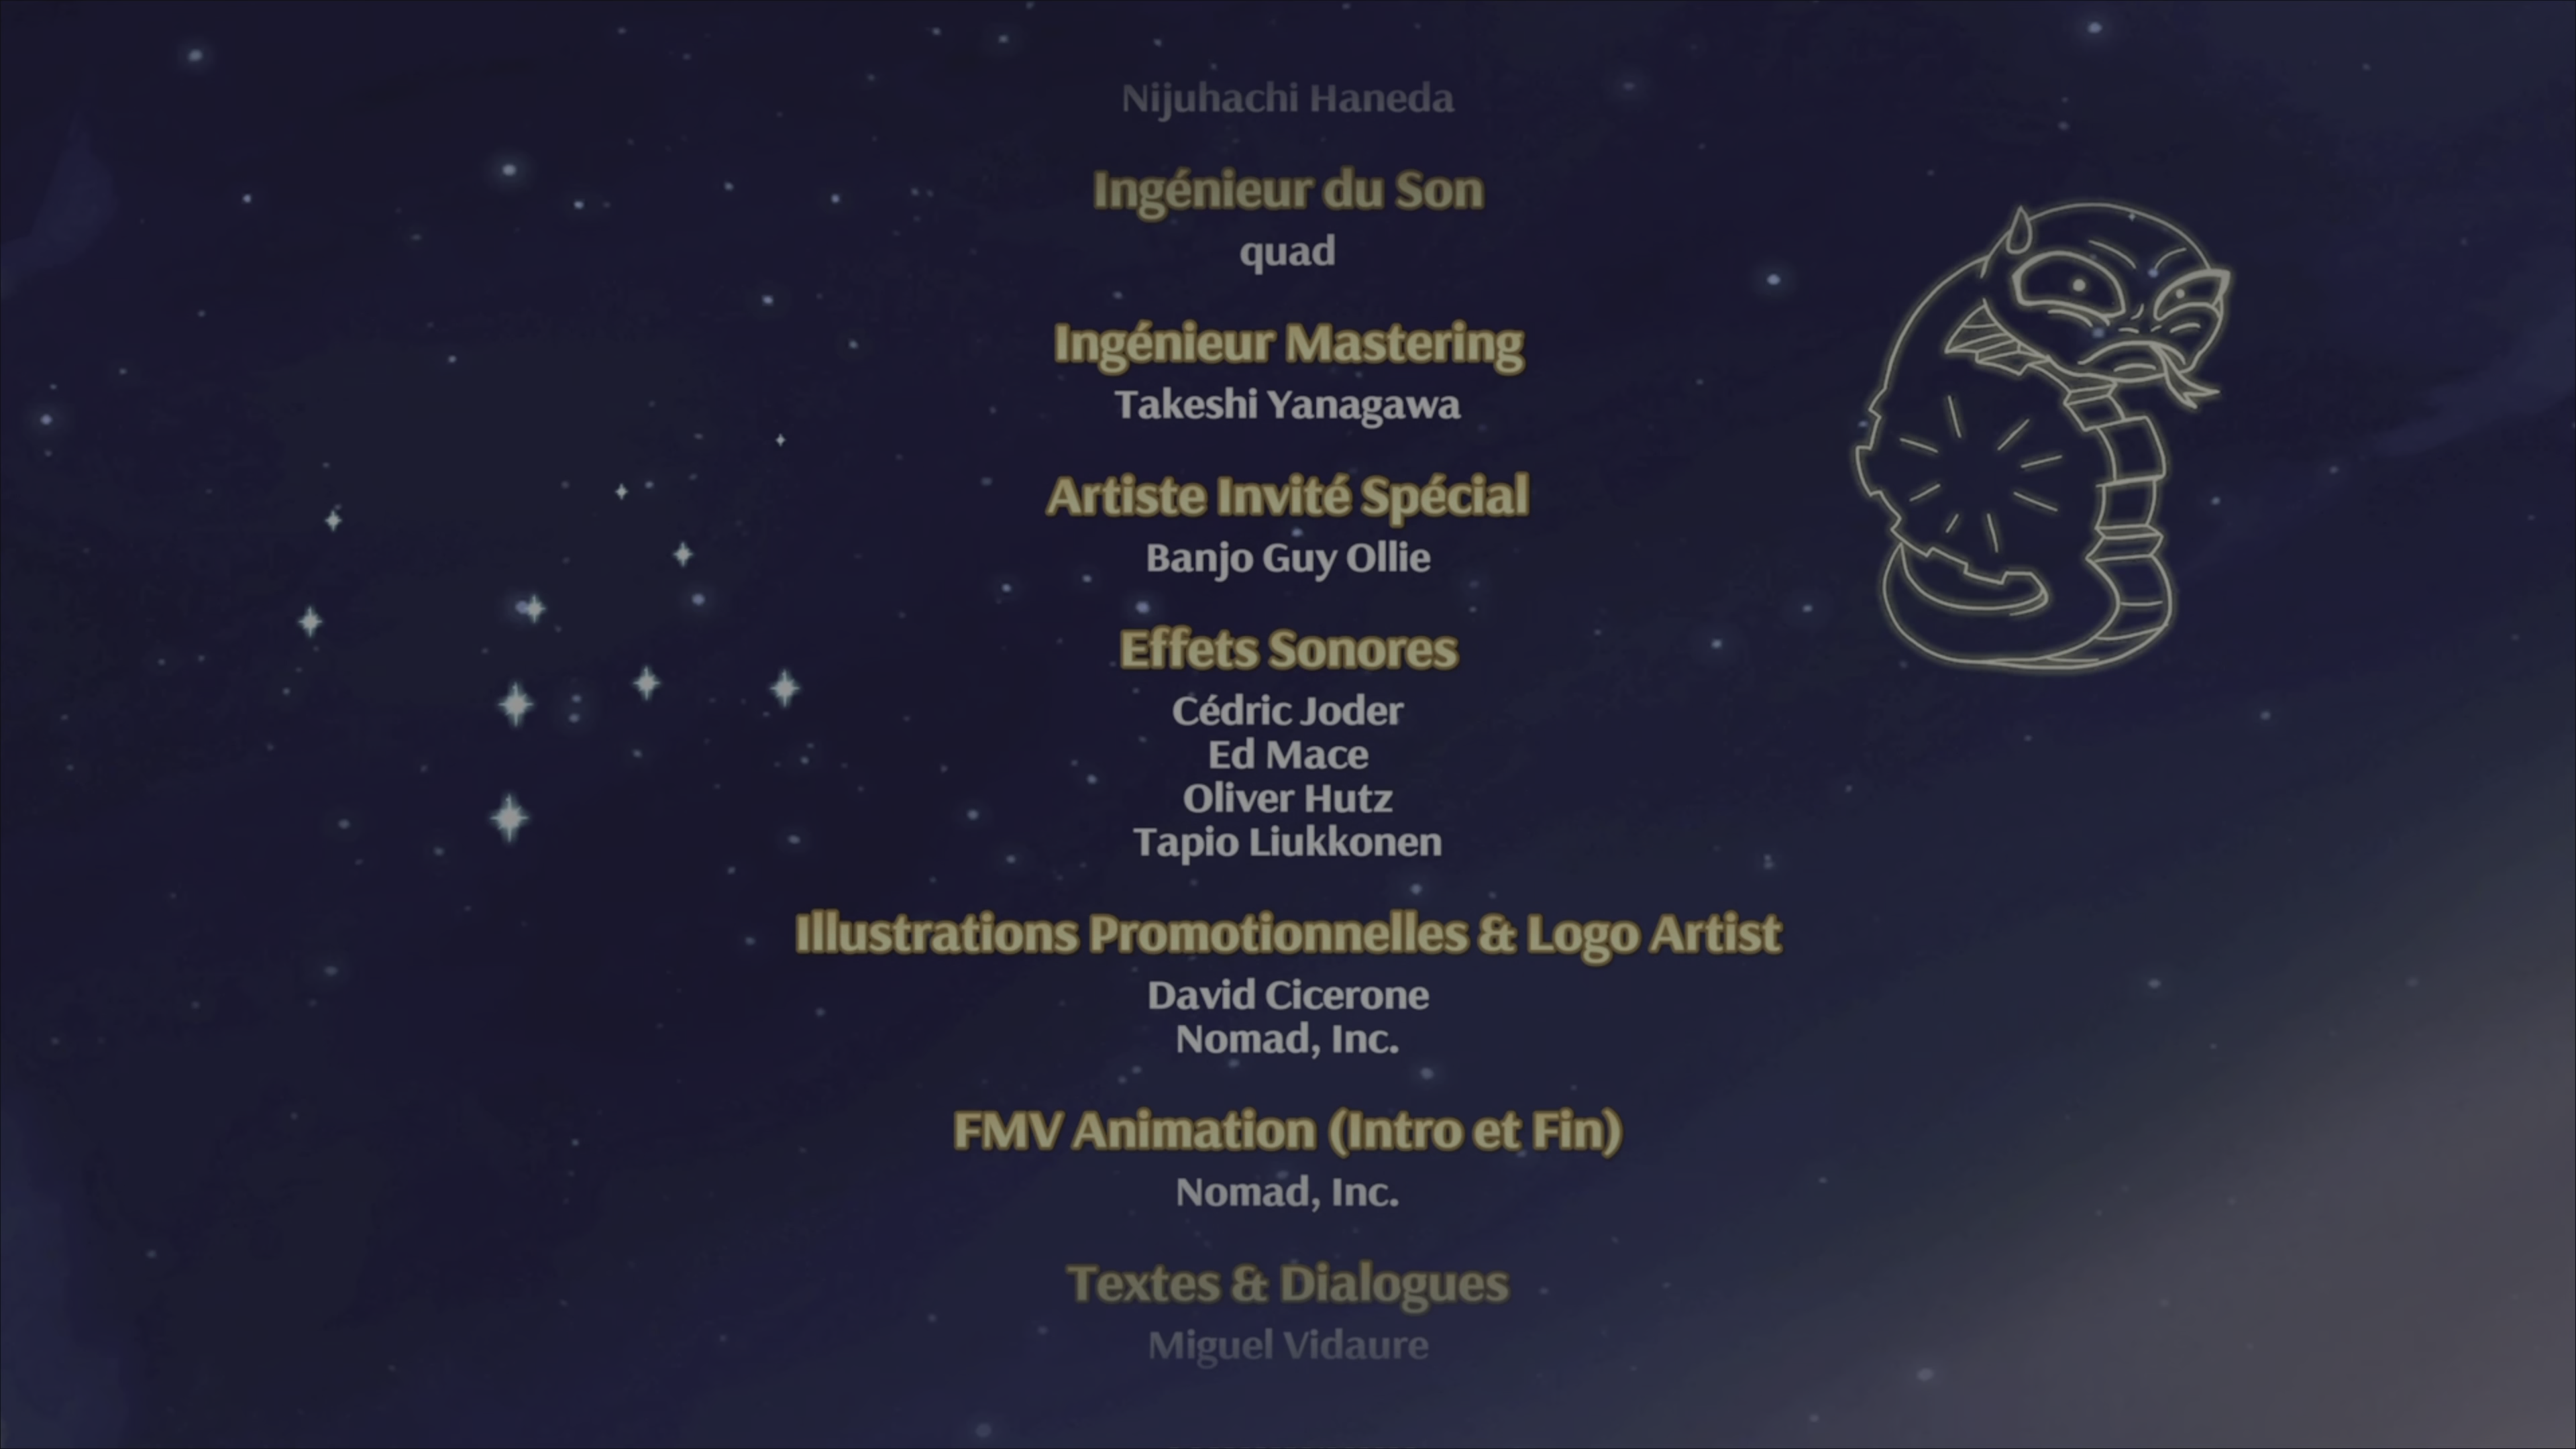 Nijuhachi Haneda
Ingénieur du Son
quad
Ingénieur Mastering
Takeshi Yanagawa
Artiste Invité Spécial
Banjo Guy Ollie
Effets Sonores
Cédric Joder
Ed Mace
Oliver Hutz
Tapio Liukkonen
Illustrations Promotionnelles & Logo Artist
David Cicerone
Nomad, Inc.
FMV Animation (Intro et Fin)
Nomad, Inc.
Textes & Dialogues
Miguel Vidaure